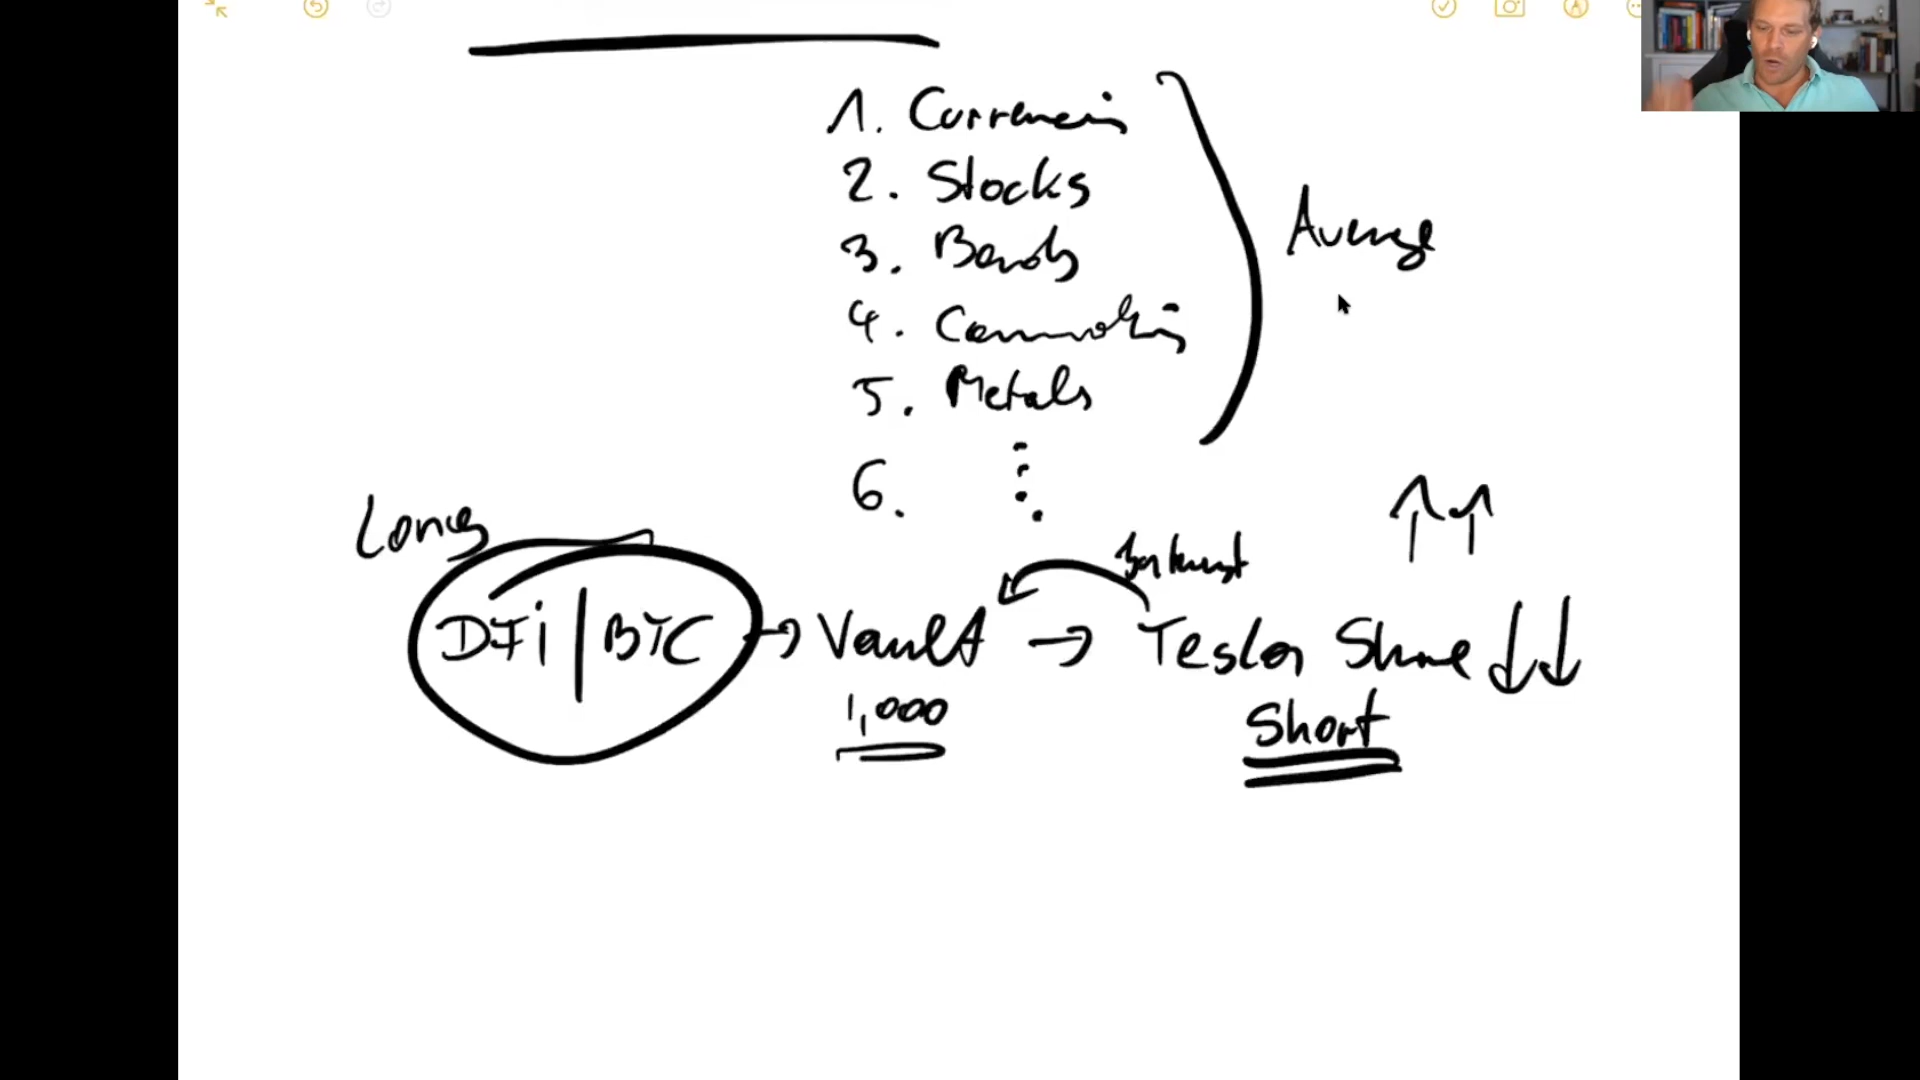 1. Currencies
2. Stocks
3. Bonds
4. Commodities
5. Metals
6.
Average
Long
DFi | BTC → Vault → Tesla Share
1,000
Short